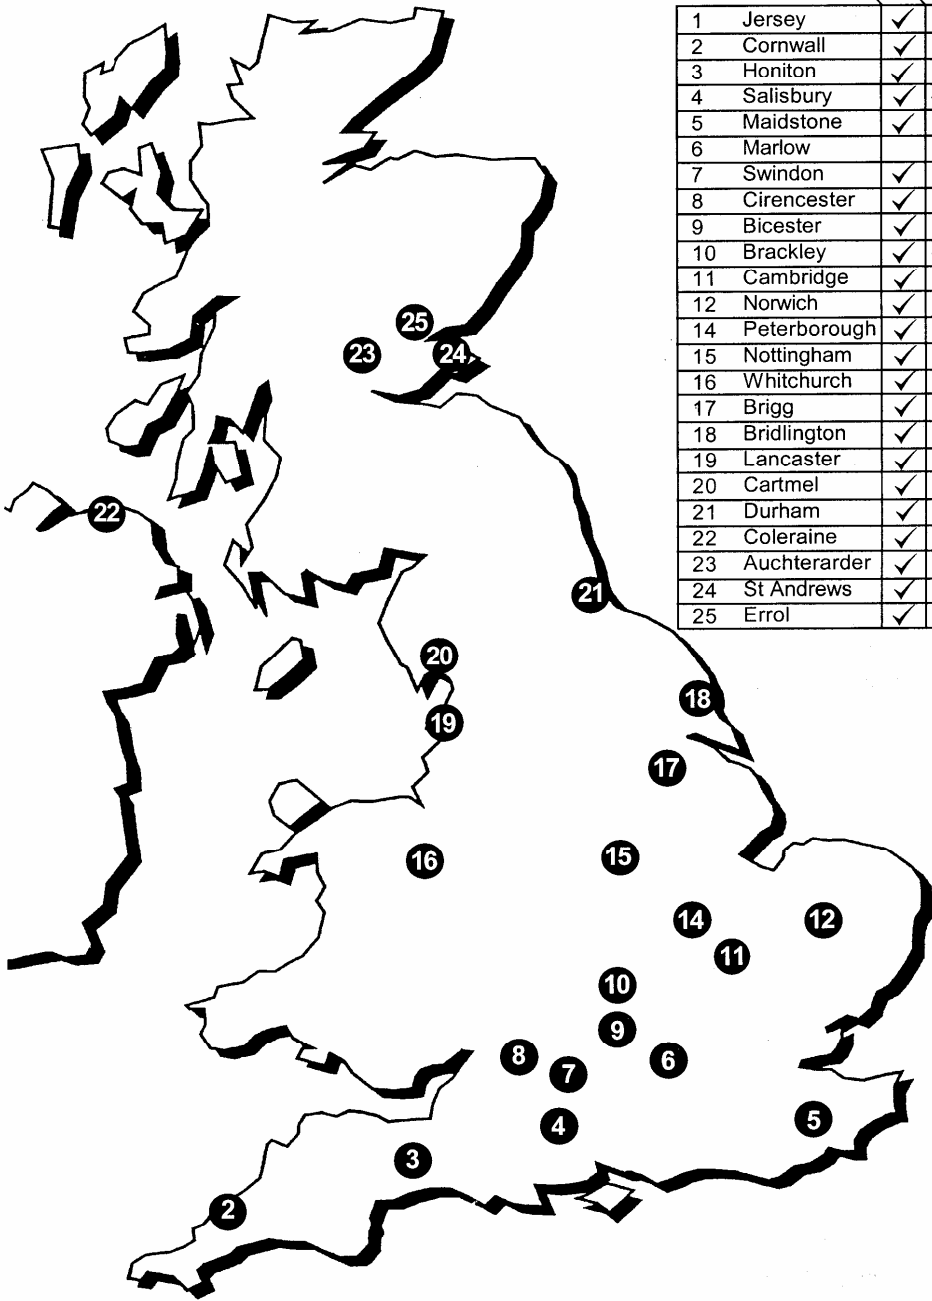 1 Jersey ✓
2 Cornwall ✓
3 Honiton ✓
4 Salisbury ✓
5 Maidstone ✓
6 Marlow
7 Swindon ✓
8 Cirencester ✓
9 Bicester ✓
10 Brackley ✓
11 Cambridge ✓
12 Norwich ✓
14 Peterborough ✓
15 Nottingham ✓
16 Whitchurch ✓
17 Brigg ✓
18 Bridlington ✓
19 Lancaster ✓
20 Cartmel ✓
21 Durham ✓
22 Coleraine ✓
23 Auchterarder ✓
24 St Andrews ✓
25 Errol ✓
25
23
24
22
21
20
18
19
17
16
15
14
12
11
10
9
8
6
7
5
4
3
2